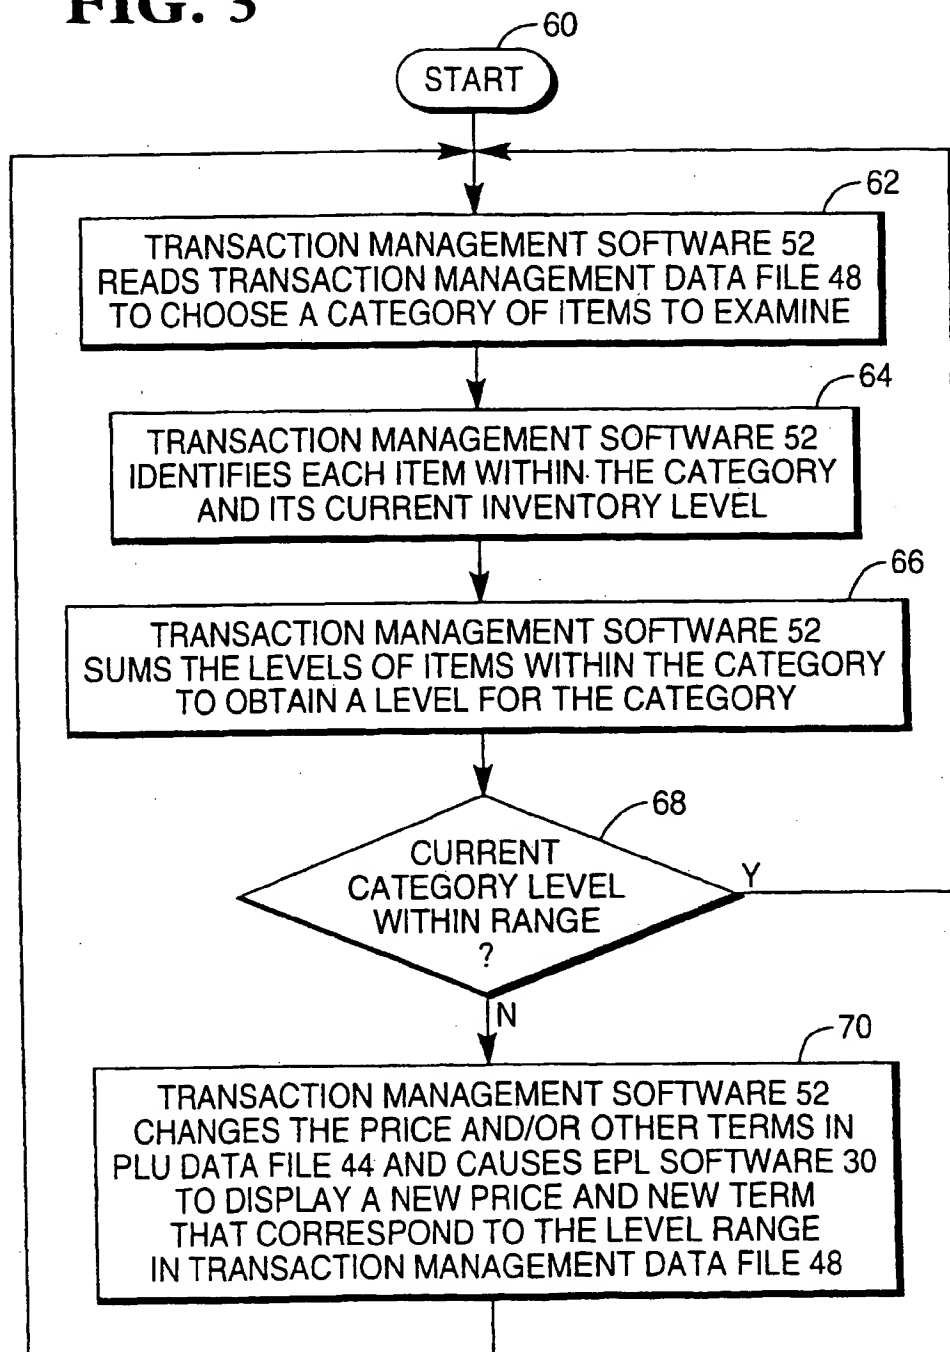 FIG. 3
60
START
62
TRANSACTION MANAGEMENT SOFTWARE 52
READS TRANSACTION MANAGEMENT DATA FILE 48
TO CHOOSE A CATEGORY OF ITEMS TO EXAMINE
64
TRANSACTION MANAGEMENT SOFTWARE 52
IDENTIFIES EACH ITEM WITHIN THE CATEGORY
AND ITS CURRENT INVENTORY LEVEL
66
TRANSACTION MANAGEMENT SOFTWARE 52
SUMS THE LEVELS OF ITEMS WITHIN THE CATEGORY
TO OBTAIN A LEVEL FOR THE CATEGORY
68
CURRENT
CATEGORY LEVEL
WITHIN RANGE
?
Y
N
70
TRANSACTION MANAGEMENT SOFTWARE 52
CHANGES THE PRICE AND/OR OTHER TERMS IN
PLU DATA FILE 44 AND CAUSES EPL SOFTWARE 30
TO DISPLAY A NEW PRICE AND NEW TERM
THAT CORRESPOND TO THE LEVEL RANGE
IN TRANSACTION MANAGEMENT DATA FILE 48